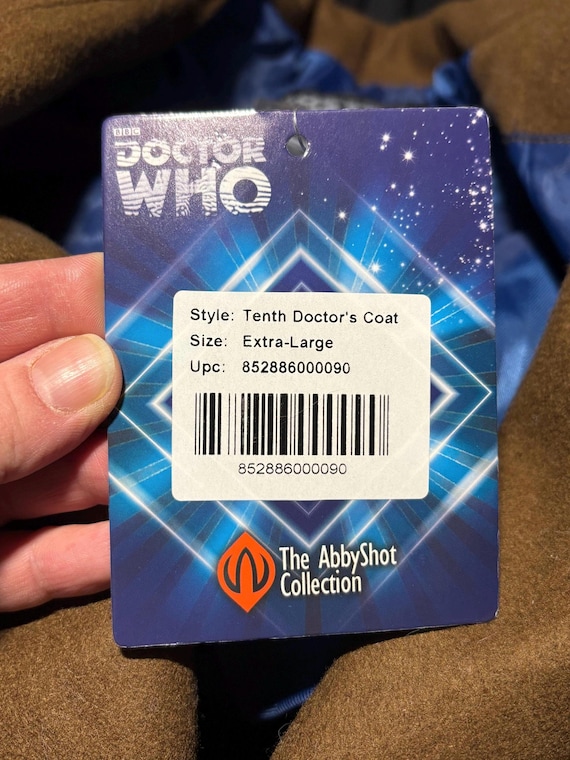 BBC
DOCTOR
WHO
Style: Tenth Doctor's Coat
Size: Extra-Large
Upc: 852886000090
852886000090
The AbbyShot
Collection